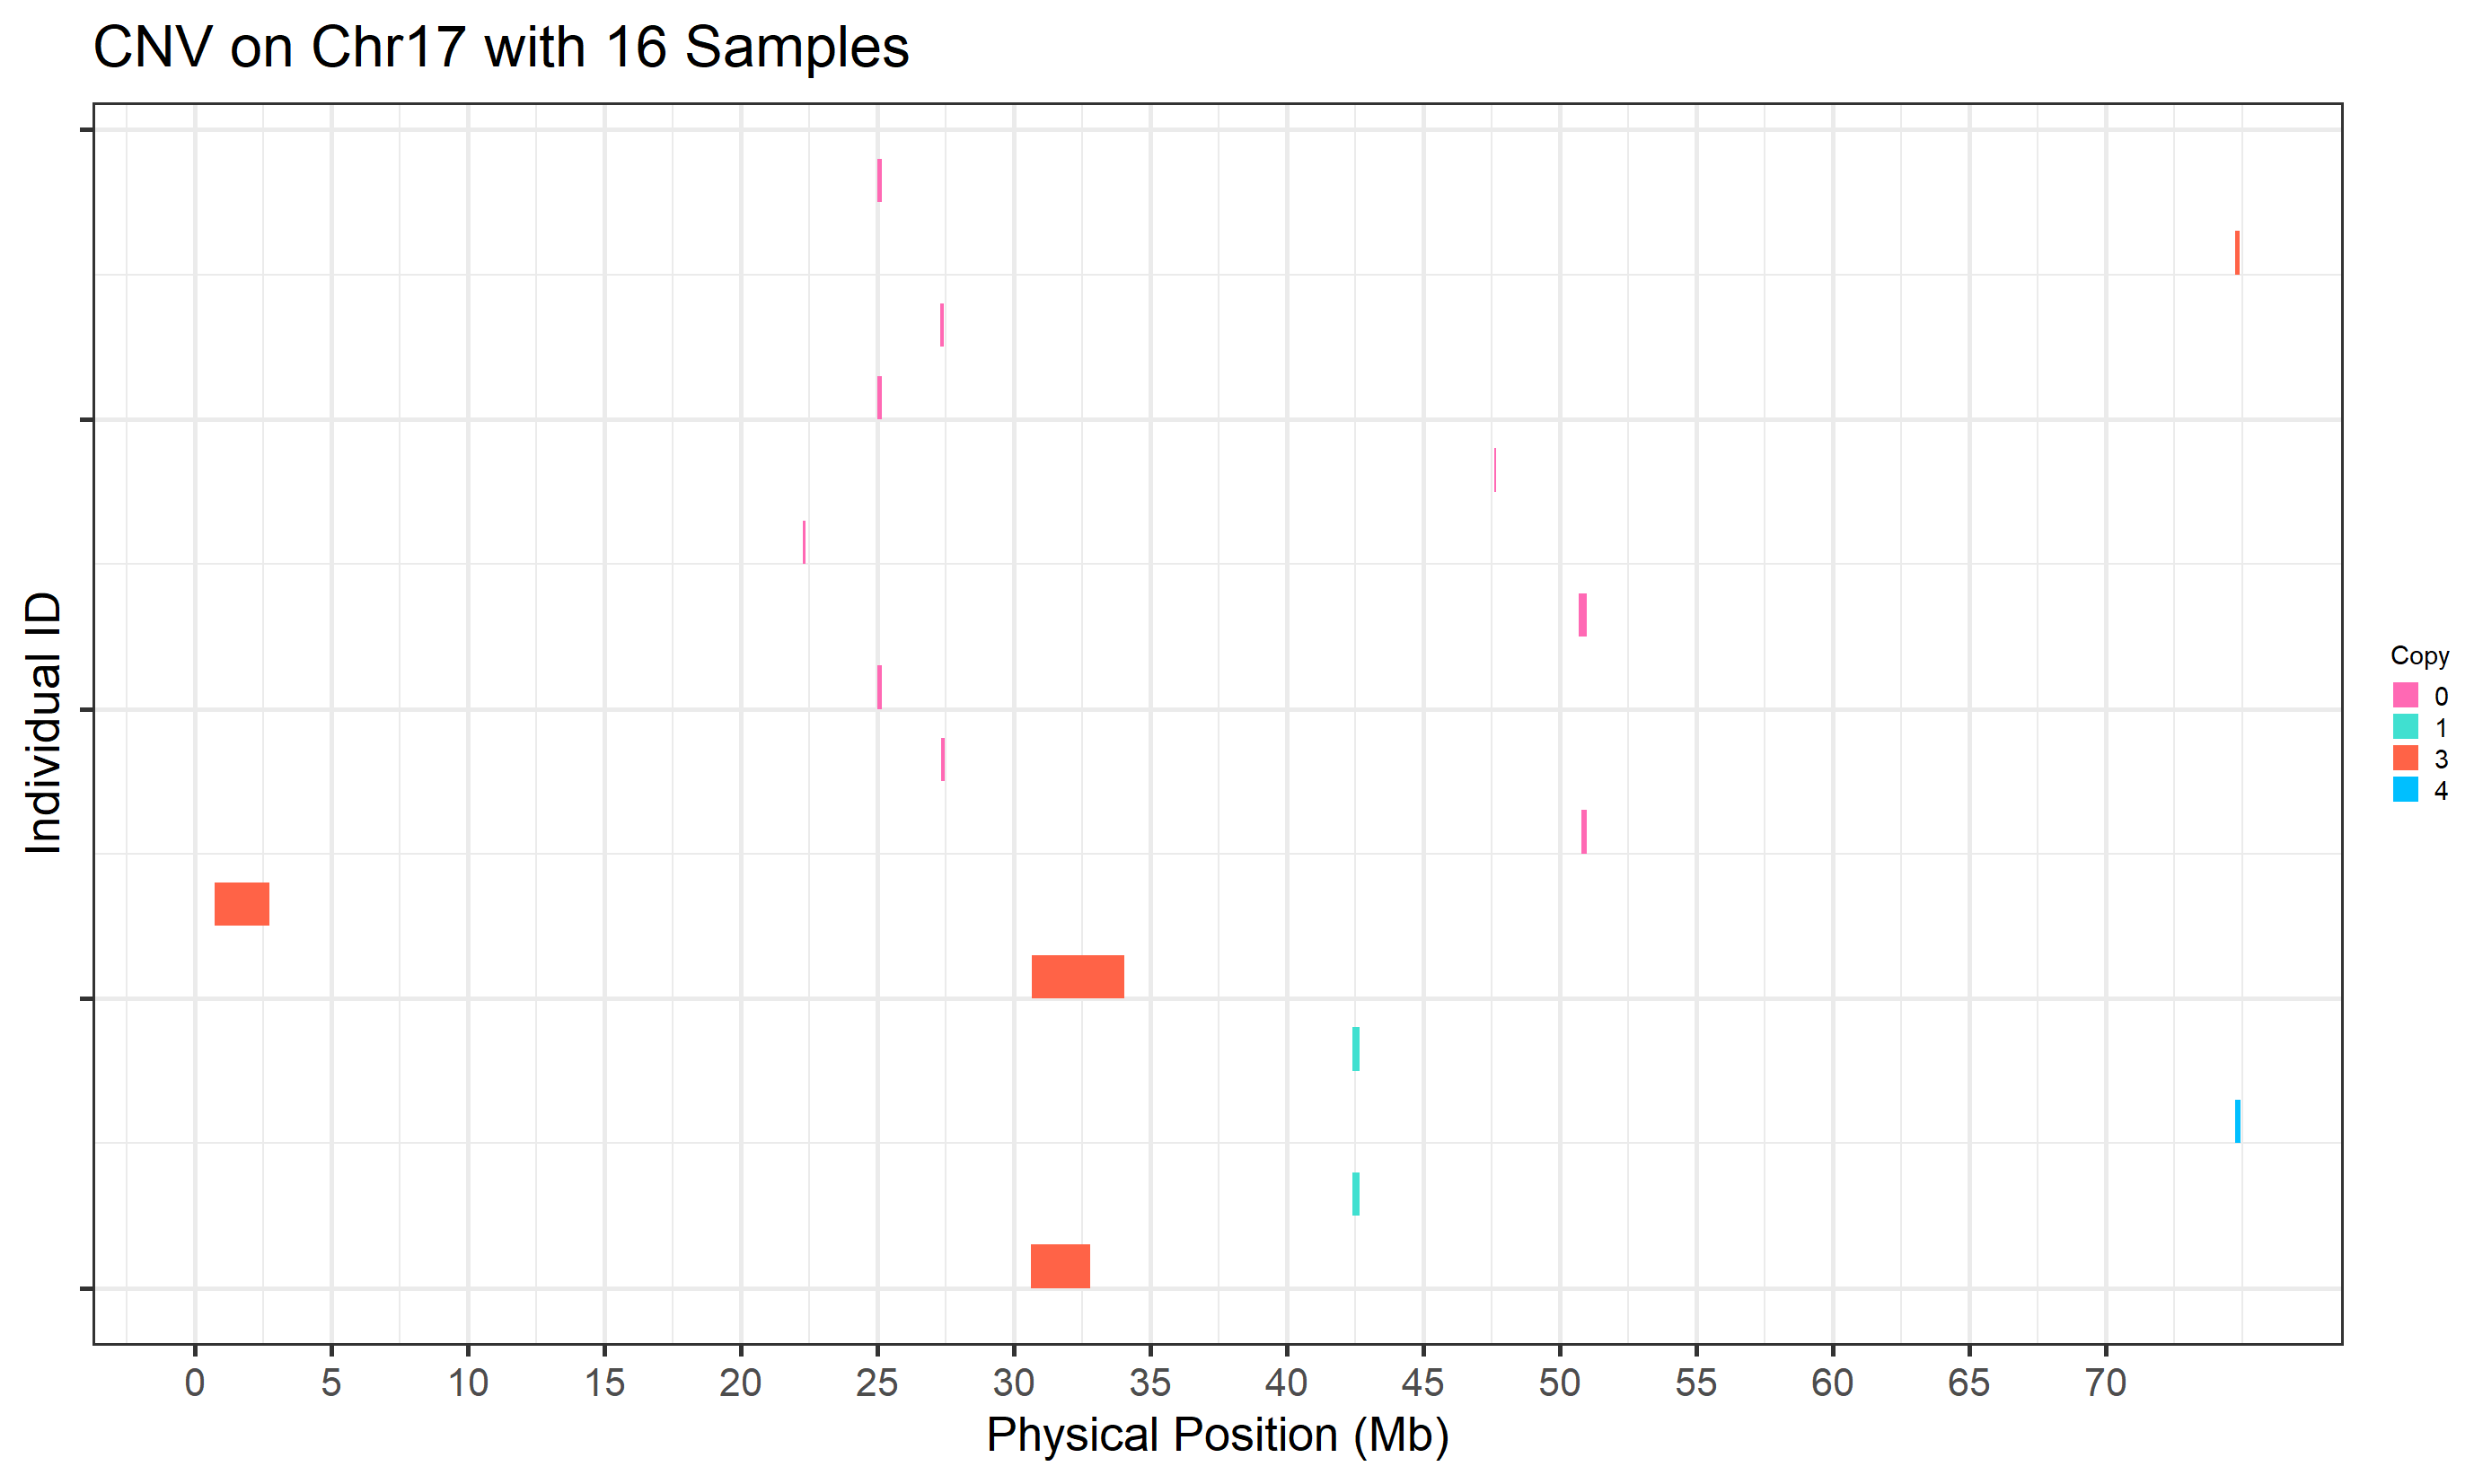 CNV on Chr17 with 16 Samples
Individual ID
Copy
0
1
3
4
0 5 10 15 20 25 30 35 40 45 50 55 60 65 70
Physical Position (Mb)